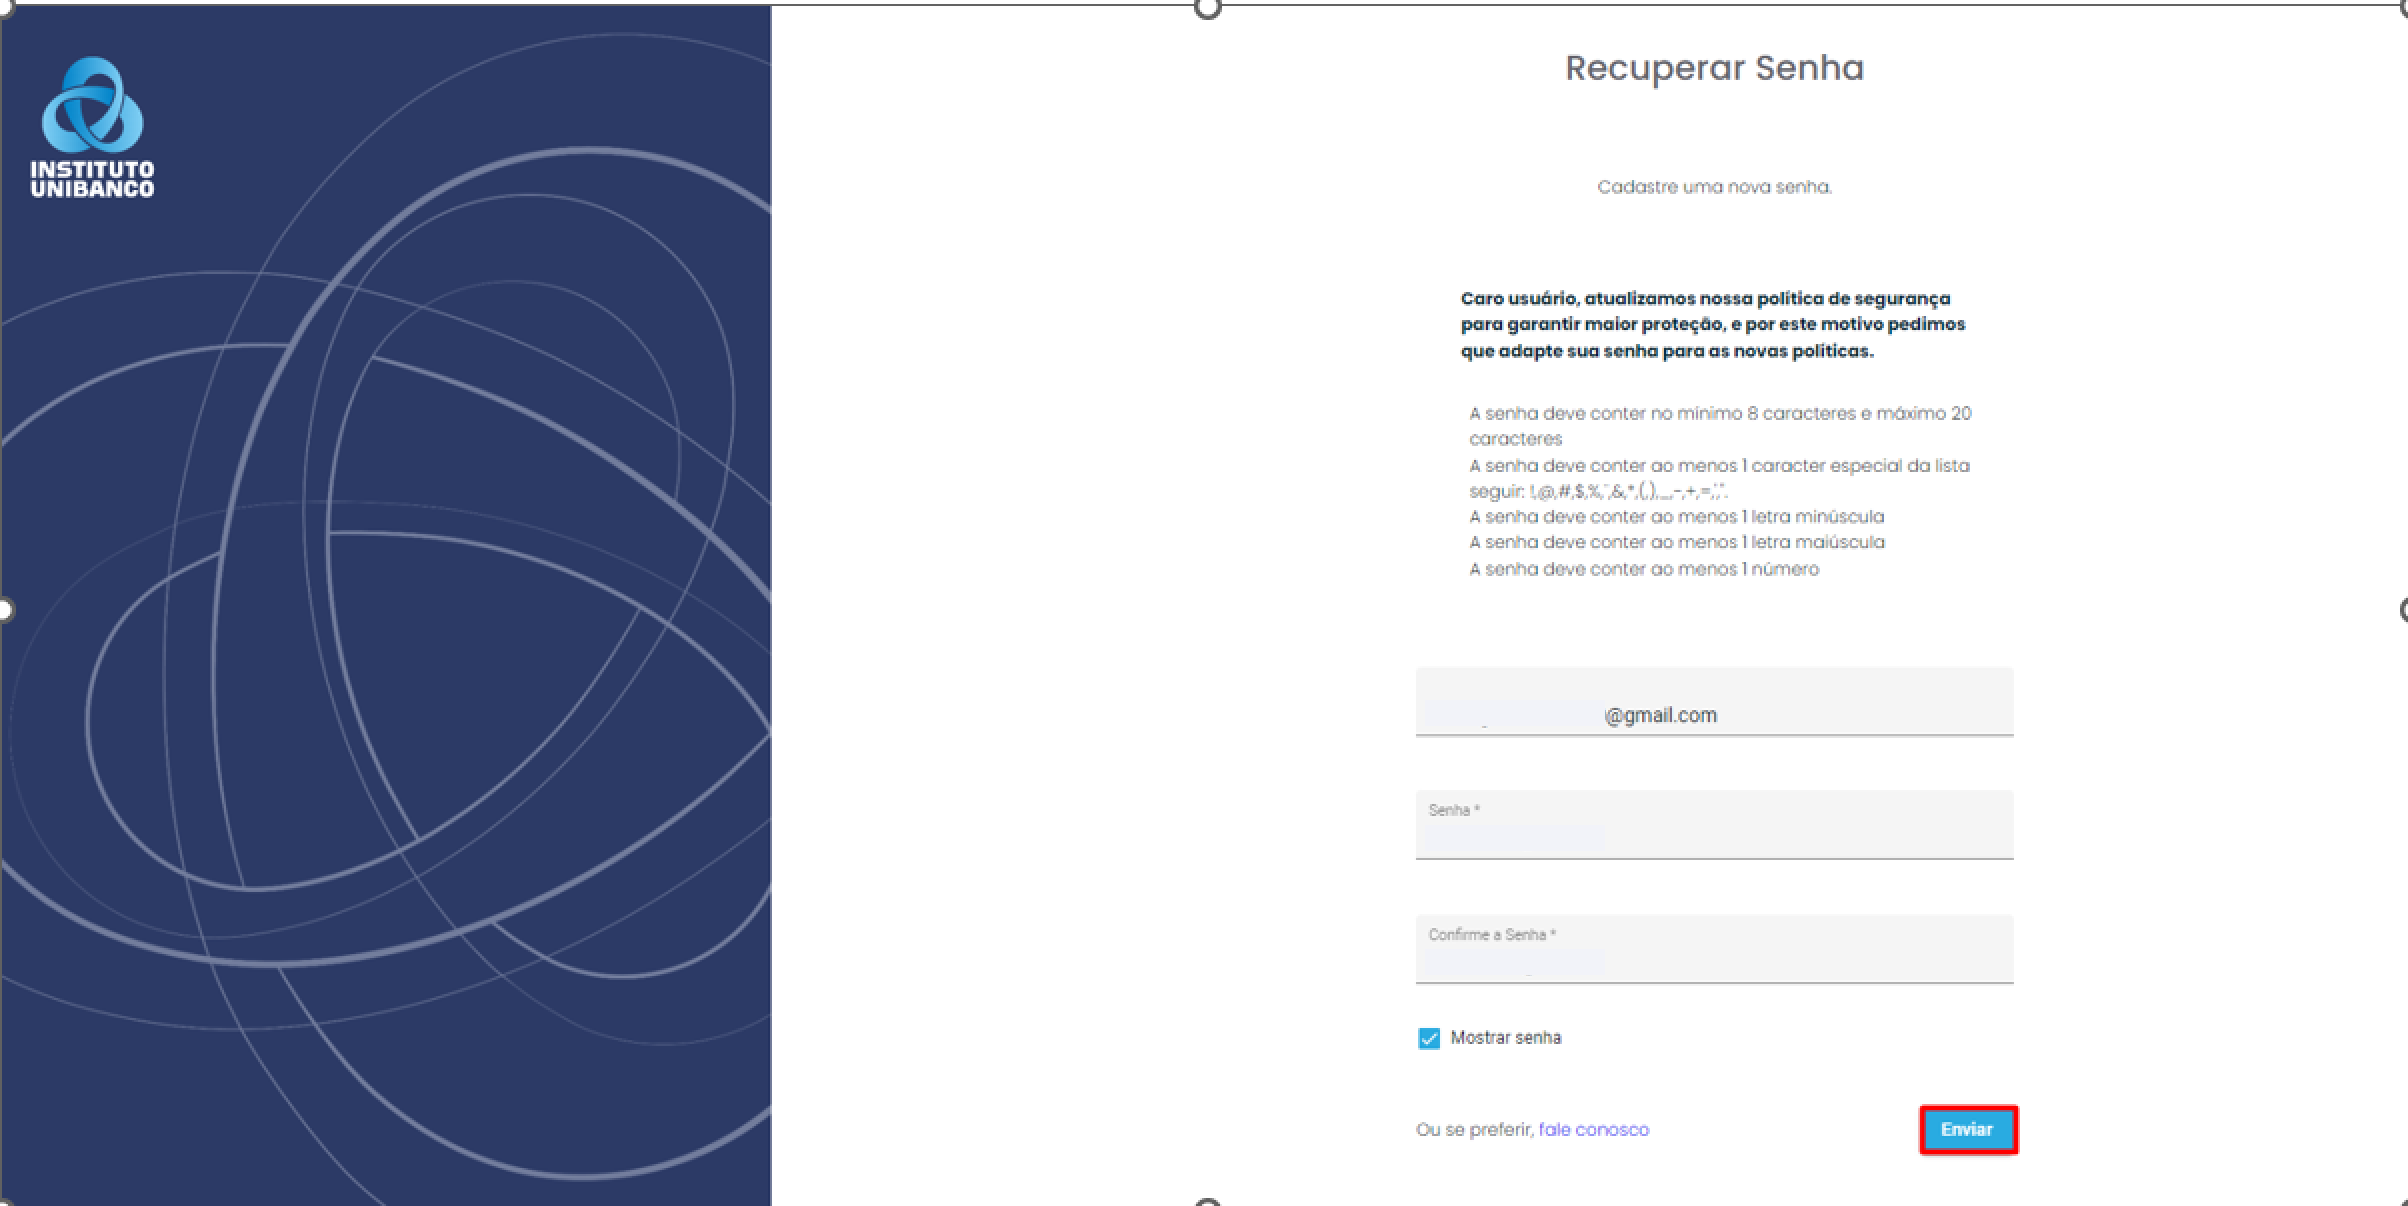 INSTITUTO
UNIBANCO
Recuperar Senha
Cadastre uma nova senha.
Caro usuário, atualizamos nossa política de segurança
para garantir maior proteção, e por este motivo pedimos
que adapte sua senha para as novas políticas.
A senha deve conter no mínimo 8 caracteres e máximo 20
caracteres
A senha deve conter ao menos 1 caracter especial da lista
seguir: !,@,#,$,%,¨,&,*,(,),_,-,+,=,;,".
A senha deve conter ao menos 1 letra minúscula
A senha deve conter ao menos 1 letra maiúscula
A senha deve conter ao menos 1 número
@gmail.com
Senha *
Confirme a Senha *
Mostrar senha
Ou se preferir, fale conosco
Enviar